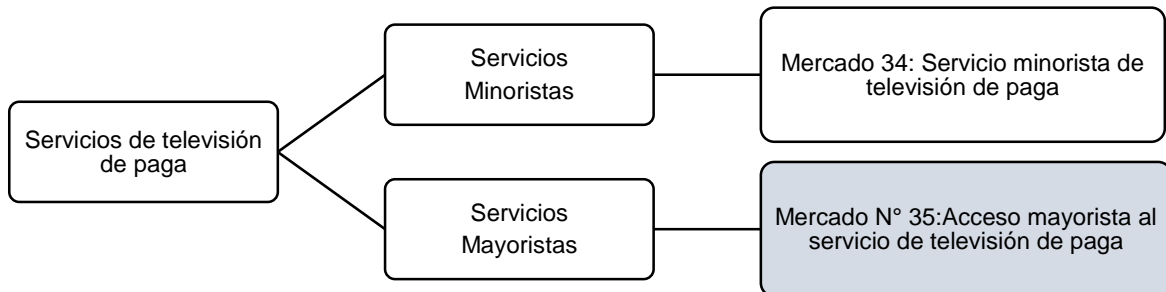 Servicios
Minoristas
Mercado 34: Servicio minorista de
televisión de paga
Servicios de televisión
de paga
Servicios
Mayoristas
Mercado N° 35:Acceso mayorista al
servicio de televisión de paga